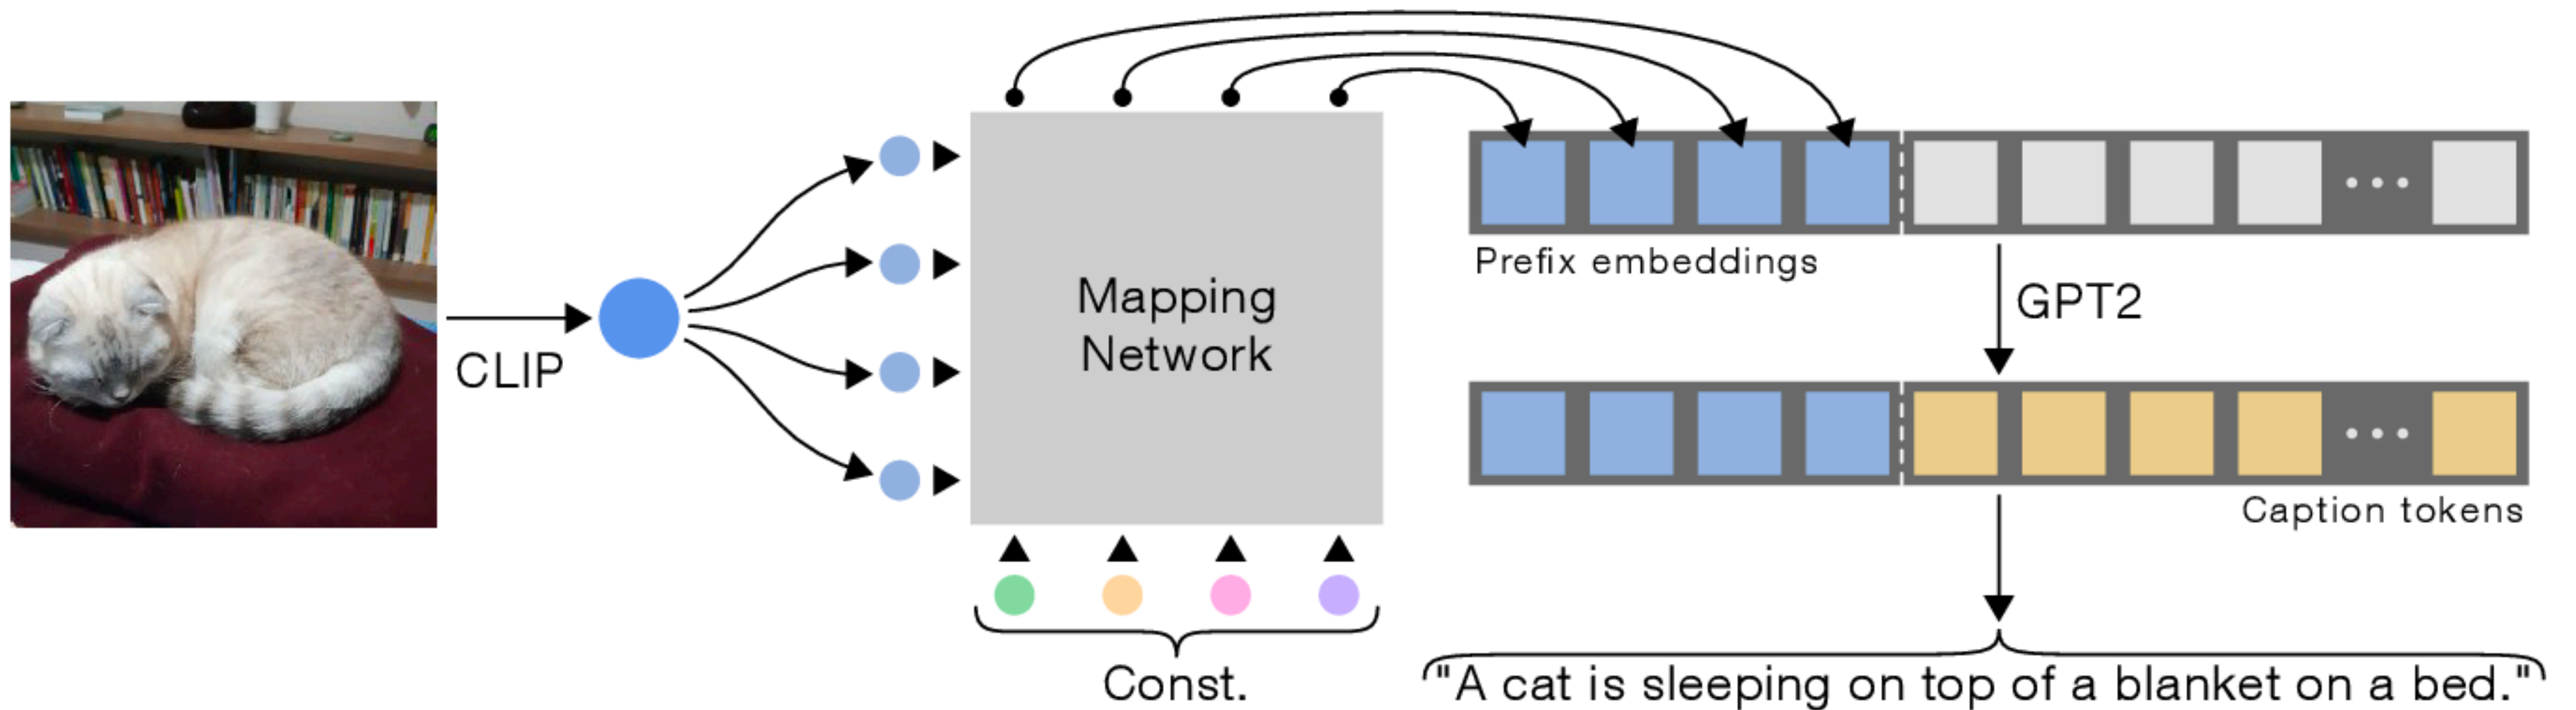 CLIP
Mapping
Network
Const.
Prefix embeddings
GPT2
Caption tokens
"A cat is sleeping on top of a blanket on a bed."